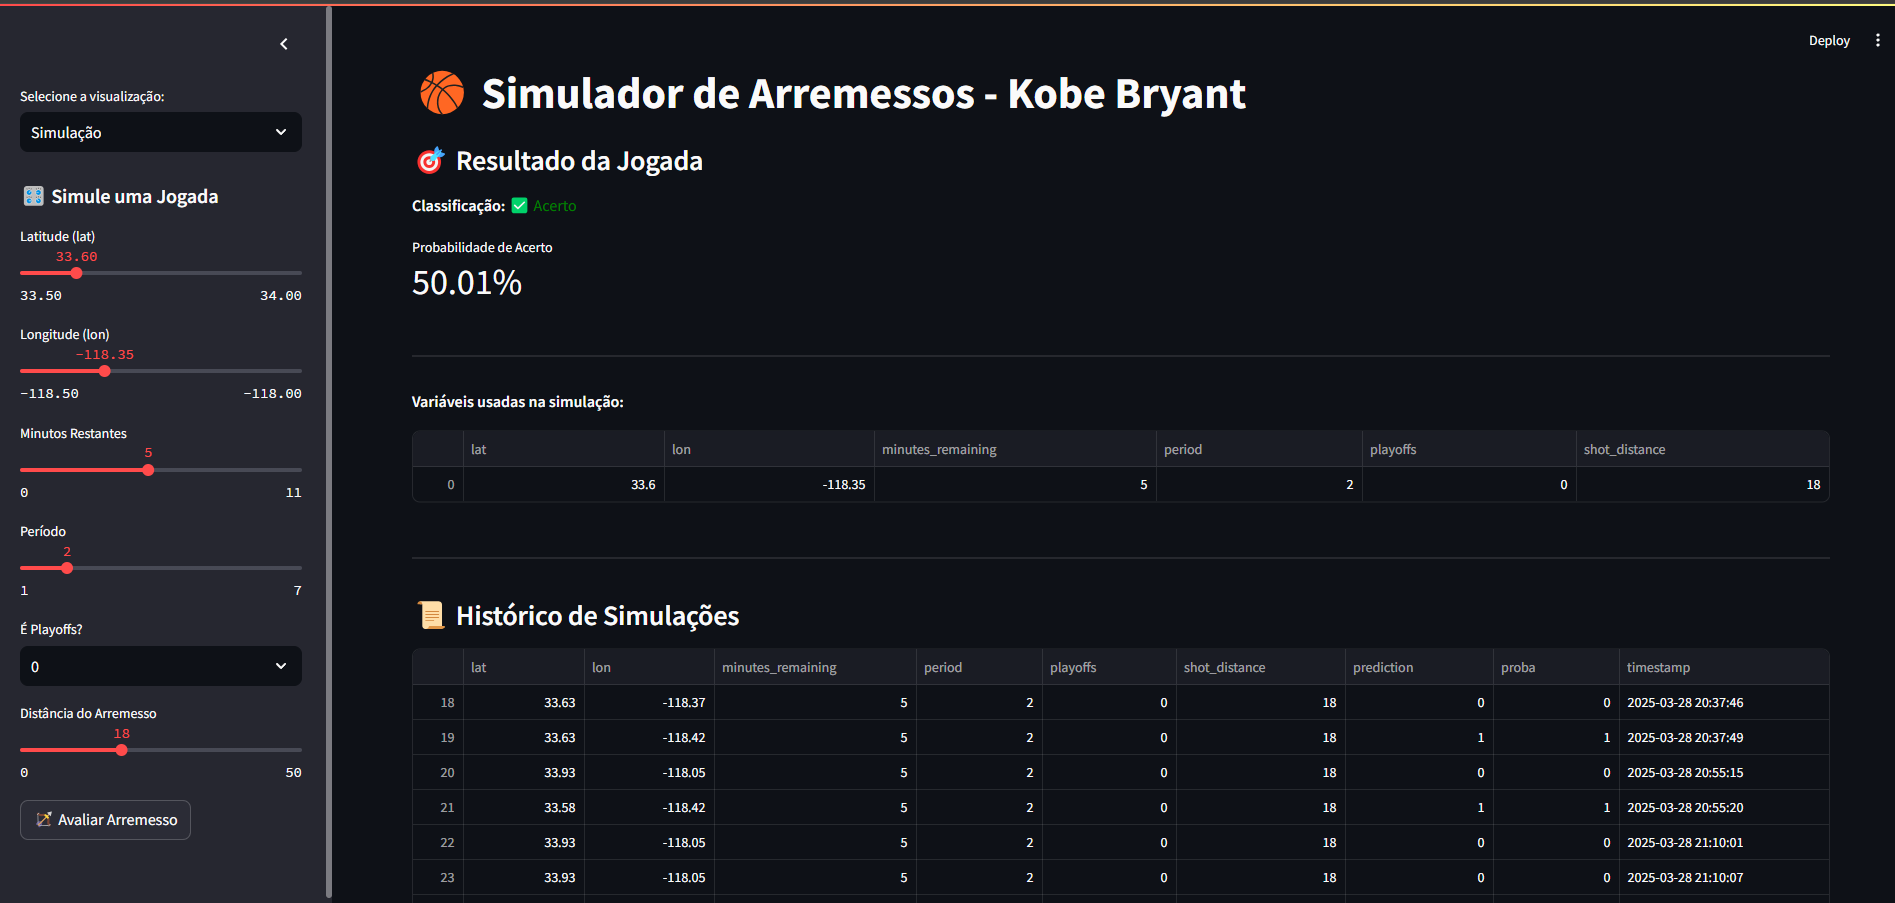 Deploy
Selecione a visualização:
Simulação
Simule uma Jogada
Latitude (lat)
33.60
33.50 34.00
Longitude (lon)
-118.35
-118.50 -118.00
Minutos Restantes
5
0 11
Período
2
1 7
É Playoffs?
0
Distância do Arremesso
18
0 50
Avaliar Arremesso
Simulador de Arremessos - Kobe Bryant
Resultado da Jogada
Classificação: Acerto
Probabilidade de Acerto
50.01%
Variáveis usadas na simulação:
lat lon minutes_remaining period playoffs shot_distance
0 33.6 -118.35 5 2 0 18
Histórico de Simulações
lat lon minutes_remaining period playoffs shot_distance prediction proba timestamp
18 33.63 -118.37 5 2 0 18 0 0 2025-03-28 20:37:46
19 33.63 -118.42 5 2 0 18 1 1 2025-03-28 20:37:49
20 33.93 -118.05 5 2 0 18 0 0 2025-03-28 20:55:15
21 33.58 -118.42 5 2 0 18 1 1 2025-03-28 20:55:20
22 33.93 -118.05 5 2 0 18 0 0 2025-03-28 21:10:01
23 33.93 -118.05 5 2 0 18 0 0 2025-03-28 21:10:07